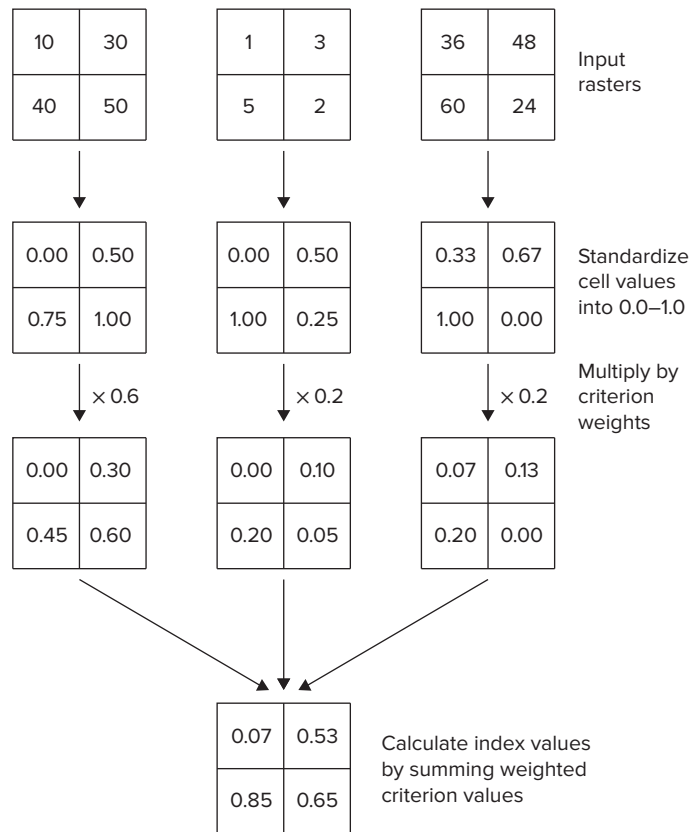 10 30 1 3 36 48
Input
rasters
40 50 5 2 60 24
0.00 0.50 0.00 0.50 0.33 0.67
Standardize
cell values
into 0.0–1.0
0.75 1.00 1.00 0.25 1.00 0.00
× 0.6 × 0.2 × 0.2
Multiply by
criterion
weights
0.00 0.30 0.00 0.10 0.07 0.13
0.45 0.60 0.20 0.05 0.20 0.00
0.07 0.53
0.85 0.65
Calculate index values
by summing weighted
criterion values